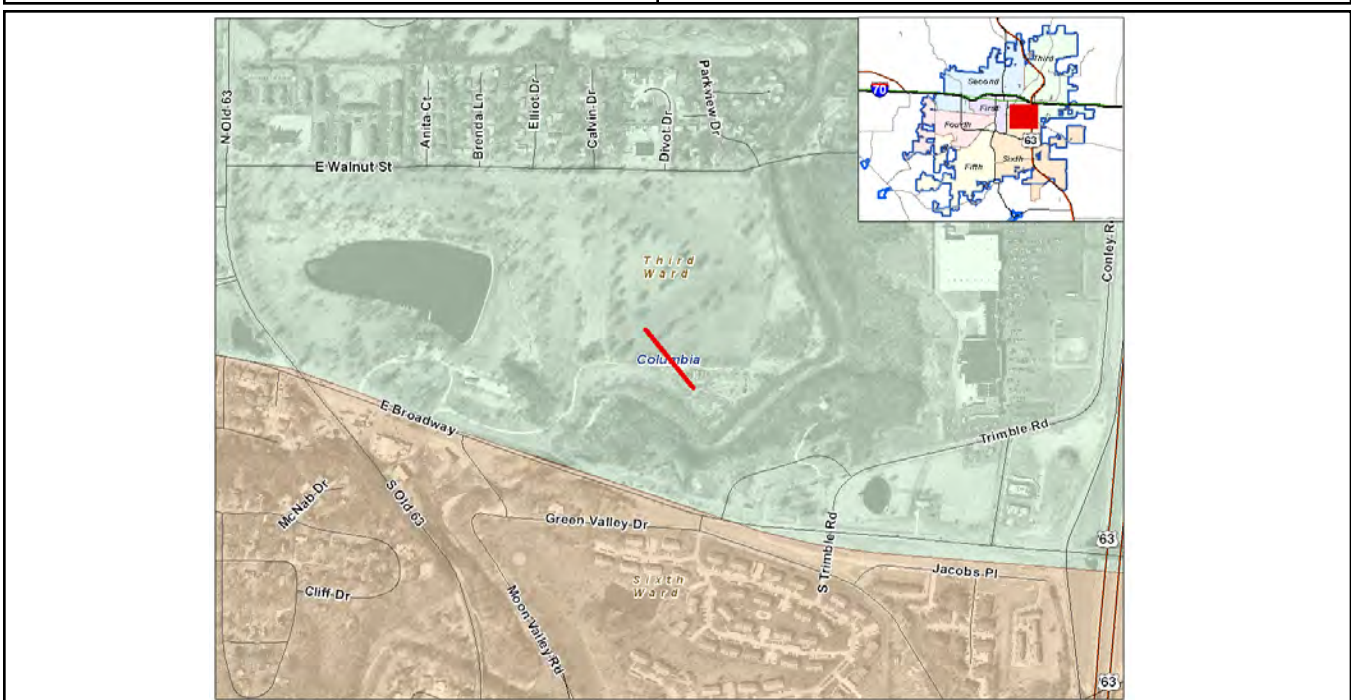 N Old 63
Anita Ct
Brenda Ln
Elliot Dr
Calvin Dr
Divot Dr
Parkview Dr
E Walnut St
70
Second
Third
First
Fourth
63
Fifth
Sixth
Third
Ward
Columbia
Conley R
E Broadway
Trimble Rd
McNab Dr
S Old 63
Green Valley Dr
S Trimble Rd
63
Jacobs Pl
Sixth
Ward
Cliff Dr
Moon Valley Rd
63